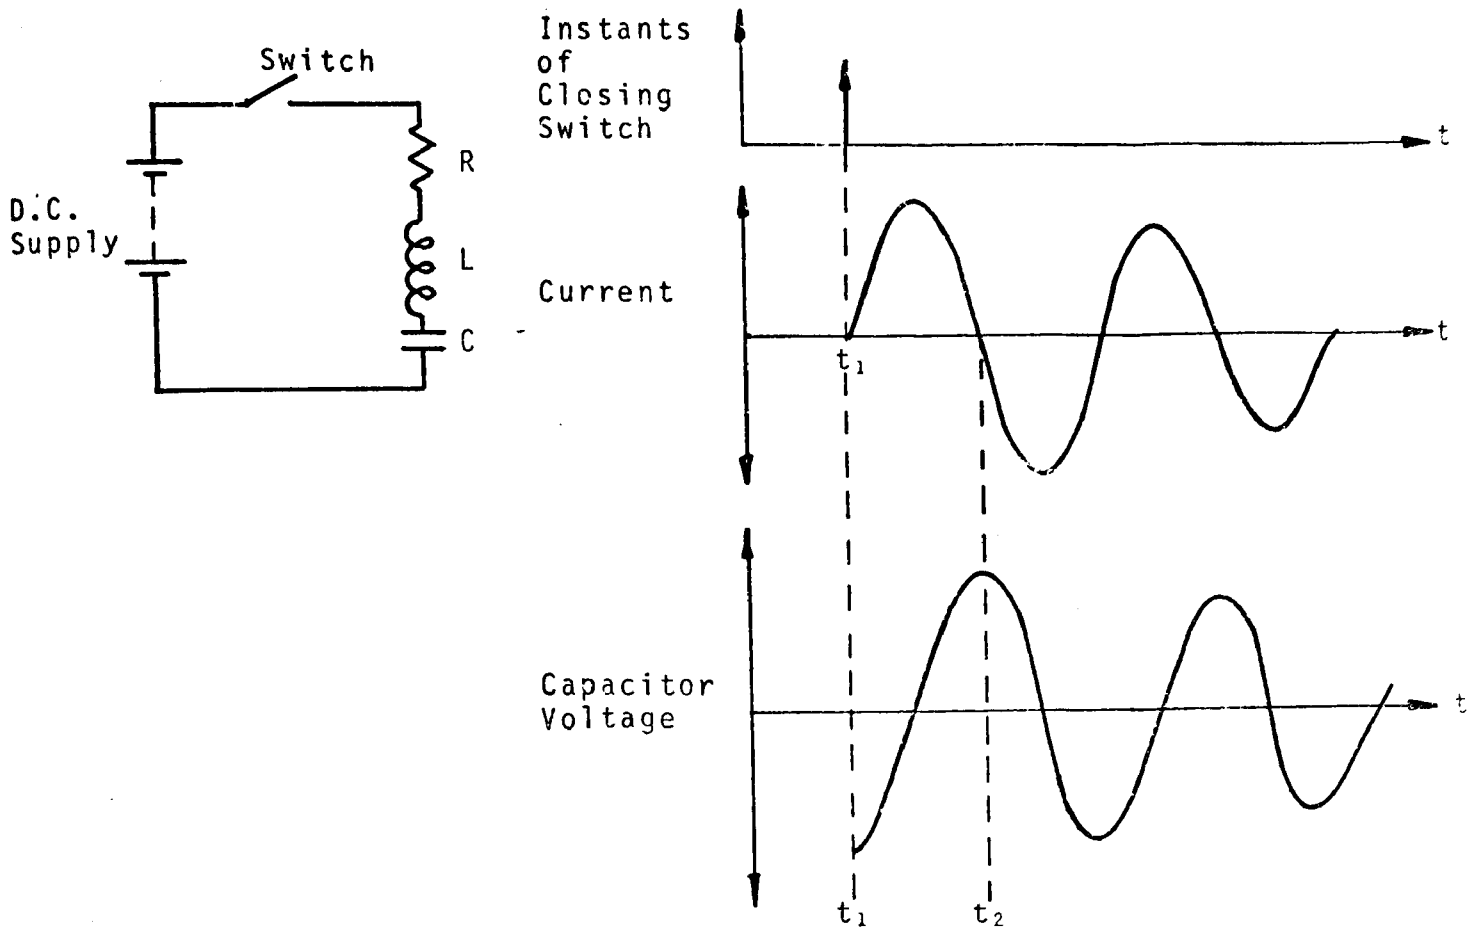 Switch
D.C.
Supply
R
L
C
Instants
of
Closing
Switch
t
Current
t
t₁
Capacitor
Voltage
t
t₁
t₂